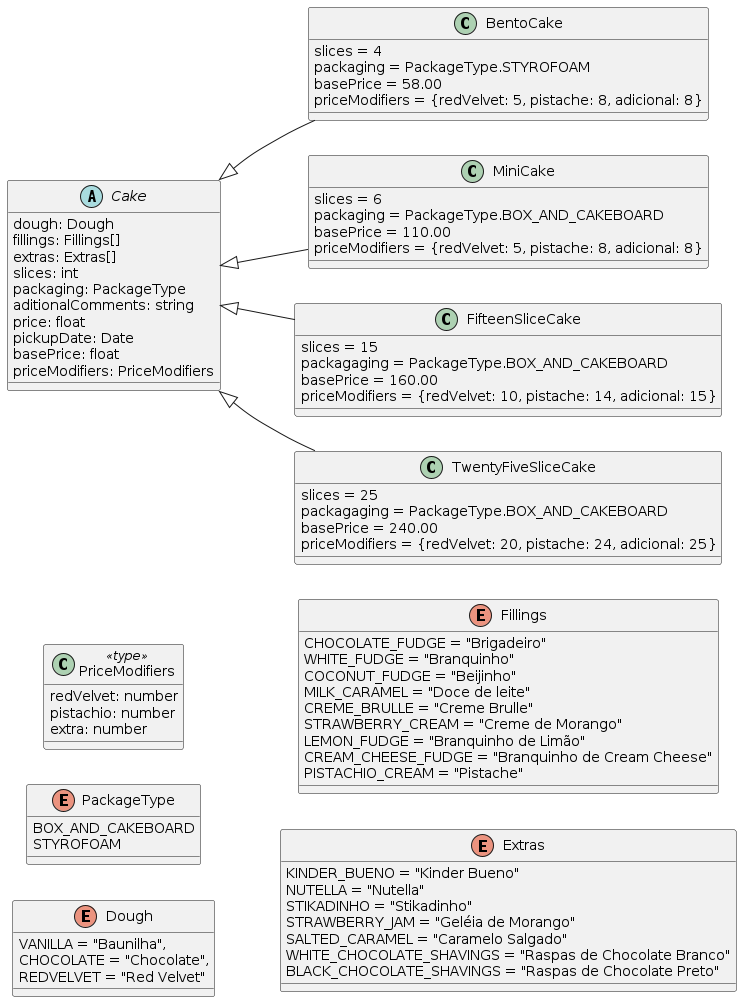 C BentoCake
slices = 4
packaging = PackageType.STYROFOAM
basePrice = 58.00
priceModifiers = {redVelvet: 5, pistache: 8, adicional: 8}
C MiniCake
slices = 6
packaging = PackageType.BOX_AND_CAKEBOARD
basePrice = 110.00
priceModifiers = {redVelvet: 5, pistache: 8, adicional: 8}
A Cake
dough: Dough
fillings: Fillings[]
extras: Extras[]
slices: int
packaging: PackageType
aditionalComments: string
price: float
pickupDate: Date
basePrice: float
priceModifiers: PriceModifiers
C FifteenSliceCake
slices = 15
packagaging = PackageType.BOX_AND_CAKEBOARD
basePrice = 160.00
priceModifiers = {redVelvet: 10, pistache: 14, adicional: 15}
C TwentyFiveSliceCake
slices = 25
packagaging = PackageType.BOX_AND_CAKEBOARD
basePrice = 240.00
priceModifiers = {redVelvet: 20, pistache: 24, adicional: 25}
C «type»
PriceModifiers
redVelvet: number
pistachio: number
extra: number
E Fillings
CHOCOLATE_FUDGE = "Brigadeiro"
WHITE_FUDGE = "Branquinho"
COCONUT_FUDGE = "Beijinho"
MILK_CARAMEL = "Doce de leite"
CREME_BRULLE = "Creme Brulle"
STRAWBERRY_CREAM = "Creme de Morango"
LEMON_FUDGE = "Branquinho de Limão"
CREAM_CHEESE_FUDGE = "Branquinho de Cream Cheese"
PISTACHIO_CREAM = "Pistache"
E PackageType
BOX_AND_CAKEBOARD
STYROFOAM
E Dough
VANILLA = "Baunilha",
CHOCOLATE = "Chocolate",
REDVELVET = "Red Velvet"
E Extras
KINDER_BUENO = "Kinder Bueno"
NUTELLA = "Nutella"
STIKADINHO = "Stikadinho"
STRAWBERRY_JAM = "Geléia de Morango"
SALTED_CARAMEL = "Caramelo Salgado"
WHITE_CHOCOLATE_SHAVINGS = "Raspas de Chocolate Branco"
BLACK_CHOCOLATE_SHAVINGS = "Raspas de Chocolate Preto"